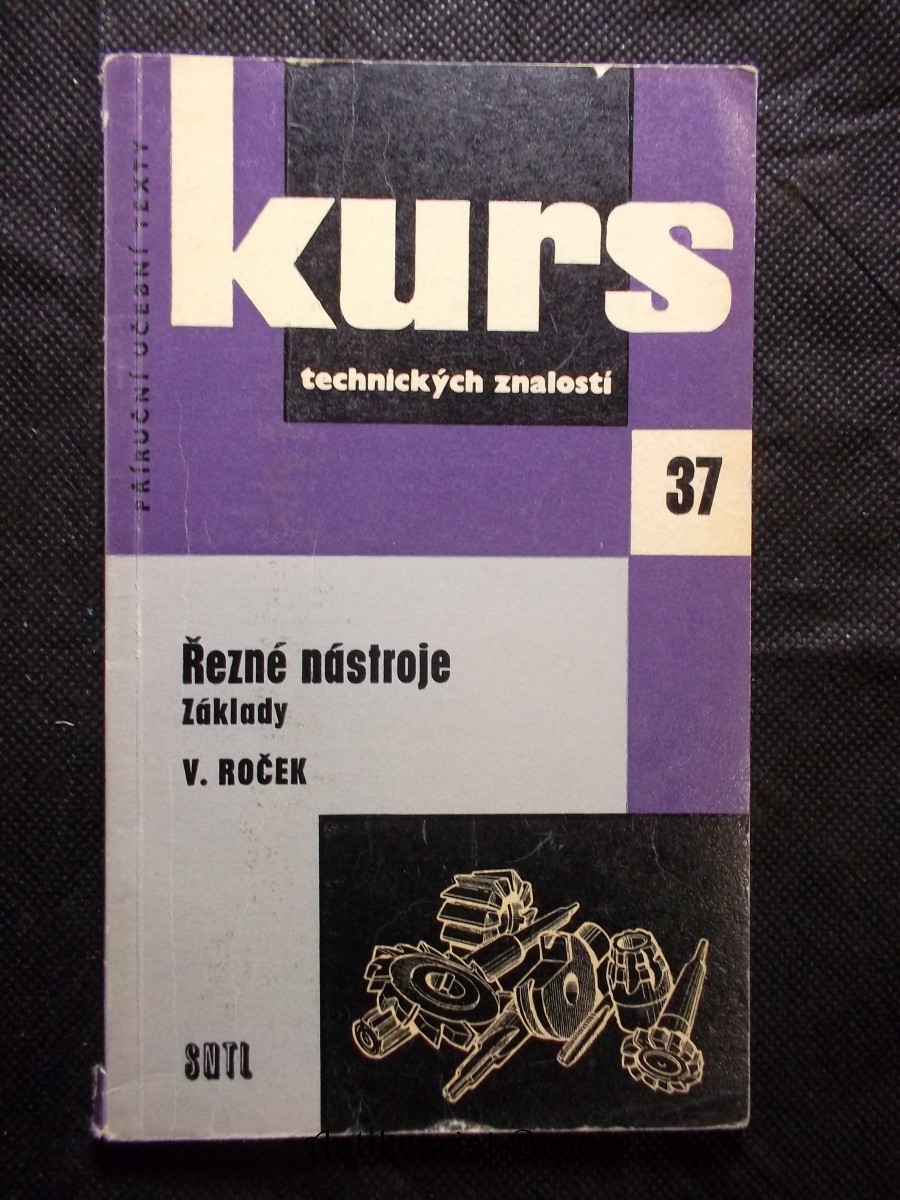 PŘÍRUČNÍ UČEBNÍ TEXTY
kurs
technických znalostí
37
Řezné nástroje
Základy
V. ROČEK
SNTL